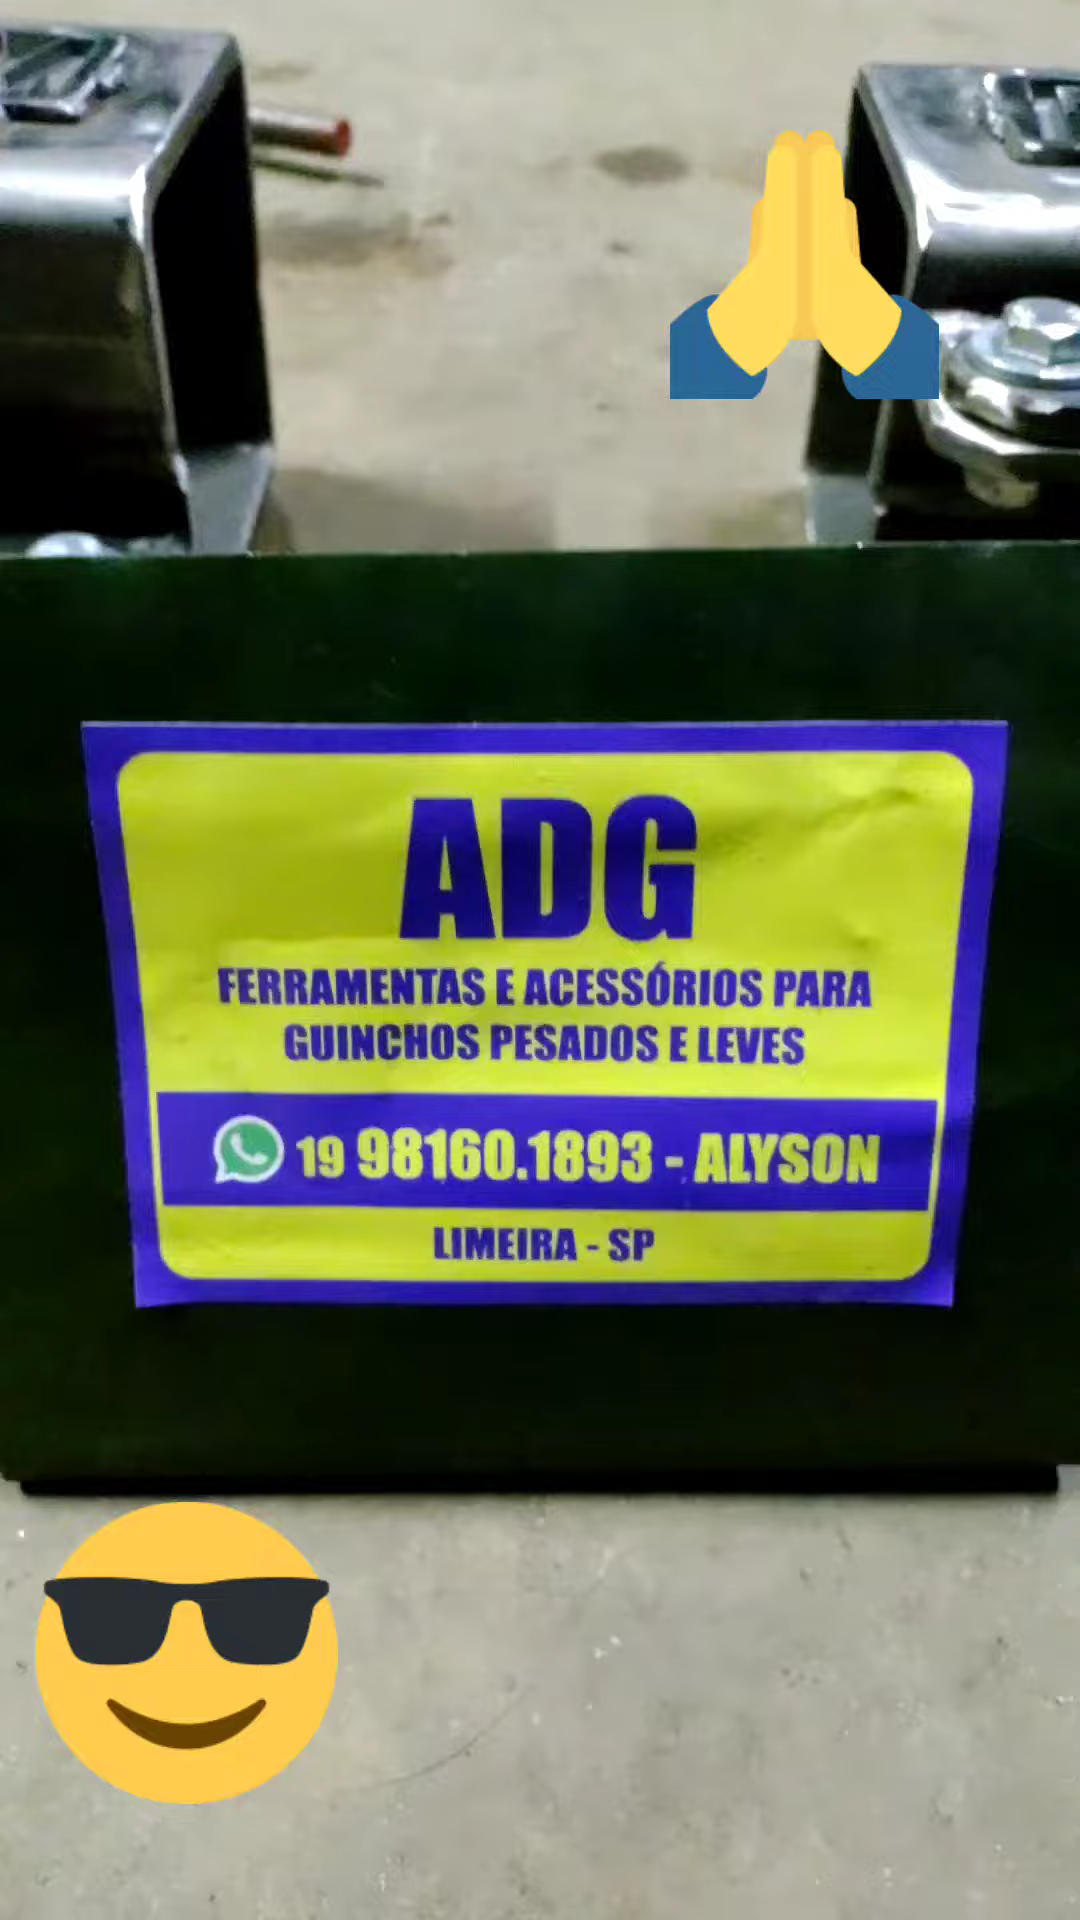 ADG
FERRAMENTAS E ACESSÓRIOS PARA
GUINCHOS PESADOS E LEVES
19 98160.1893 - ALYSON
LIMEIRA - SP